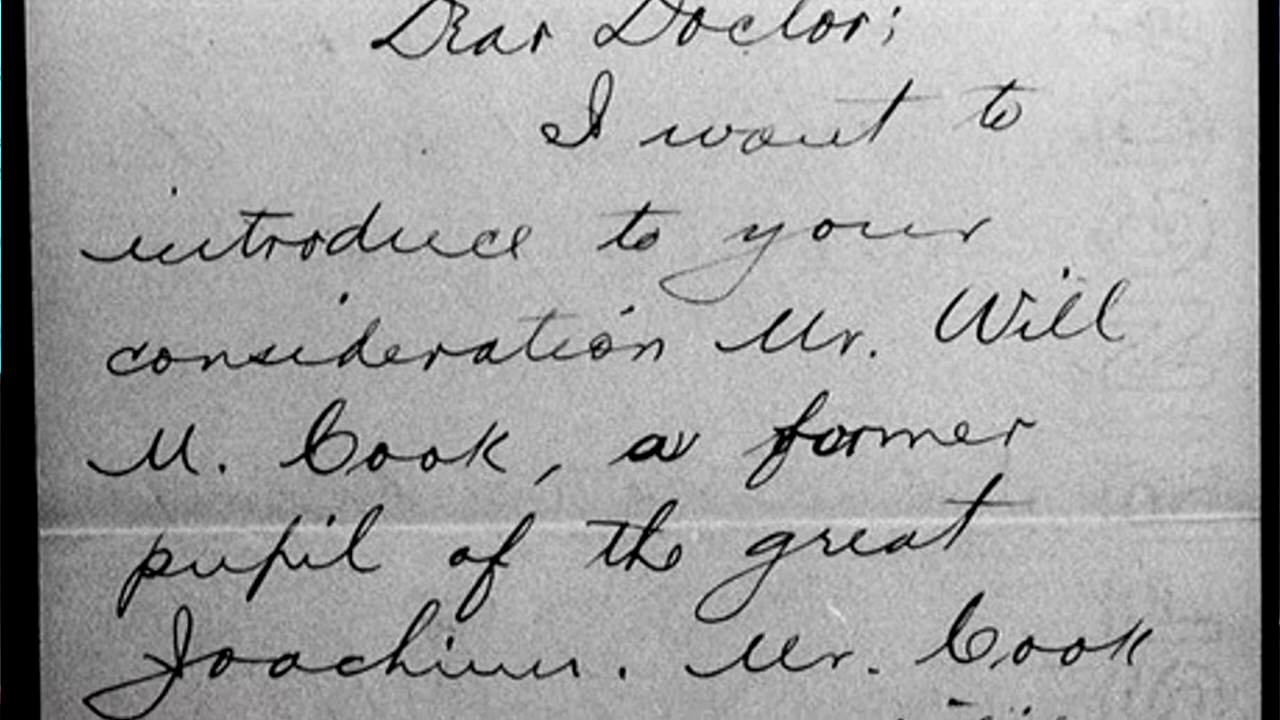 Dear Doctor;
I want to
introduce to your
consideration Mr. Will
M. Cook, a former
pupil of the great
Joachim. Mr. Cook